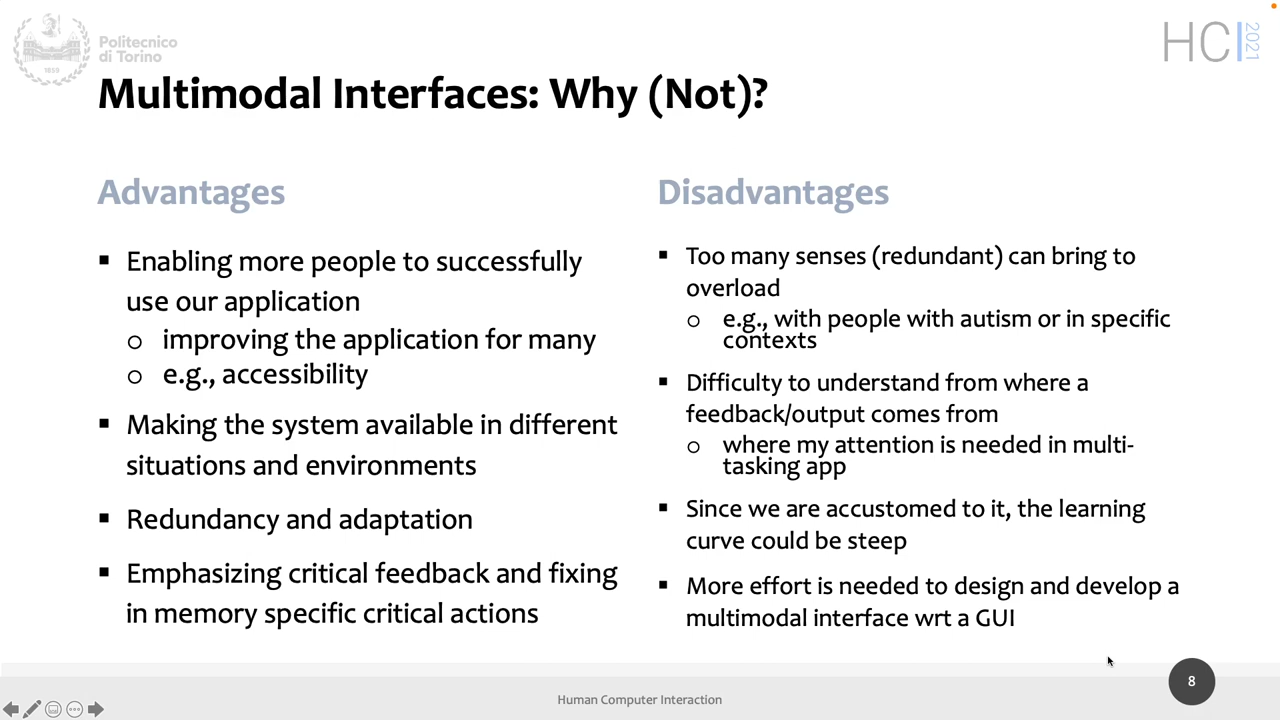 Politecnico
di Torino
1859
HCI 2021
Multimodal Interfaces: Why (Not)?
Advantages
▪ Enabling more people to successfully
use our application
o improving the application for many
o e.g., accessibility
▪ Making the system available in different
situations and environments
▪ Redundancy and adaptation
▪ Emphasizing critical feedback and fixing
in memory specific critical actions
Disadvantages
▪ Too many senses (redundant) can bring to
overload
o e.g., with people with autism or in specific
contexts
▪ Difficulty to understand from where a
feedback/output comes from
o where my attention is needed in multi-
tasking app
▪ Since we are accustomed to it, the learning
curve could be steep
▪ More effort is needed to design and develop a
multimodal interface wrt a GUI
Human Computer Interaction
8